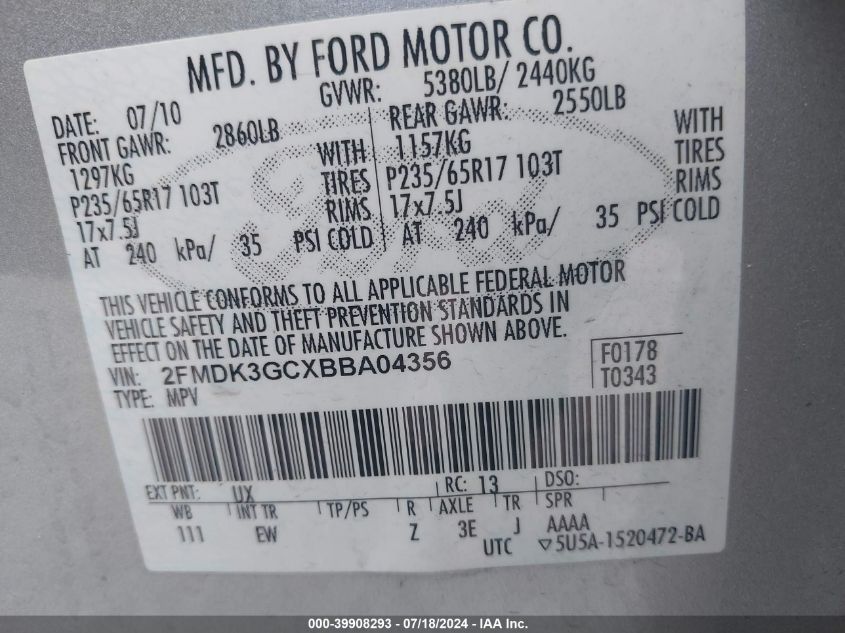 MFD. BY FORD MOTOR CO.
DATE: 07/10 GVWR: 5380LB/ 2440KG
FRONT GAWR: 2860LB REAR GAWR: 2550LB
1297KG WITH 1157KG WITH
P235/65R17 103T TIRES P235/65R17 103T TIRES
17x7.5J RIMS 17x7.5J RIMS
AT 240 kPa/ 35 PSI COLD AT 240 kPa/ 35 PSI COLD
THIS VEHICLE CONFORMS TO ALL APPLICABLE FEDERAL MOTOR
VEHICLE SAFETY AND THEFT PREVENTION STANDARDS IN
EFFECT ON THE DATE OF MANUFACTURE SHOWN ABOVE.
VIN: 2FMDK3GCXBBA04356 F0178
TYPE: MPV T0343
EXT PNT: UX RC: 13 DSO:
WB INT TR TP/PS R AXLE TR SPR
111 EW Z 3E J AAAA
UTC ▽5U5A-1520472-BA
000-39908293 - 07/18/2024 - IAA Inc.